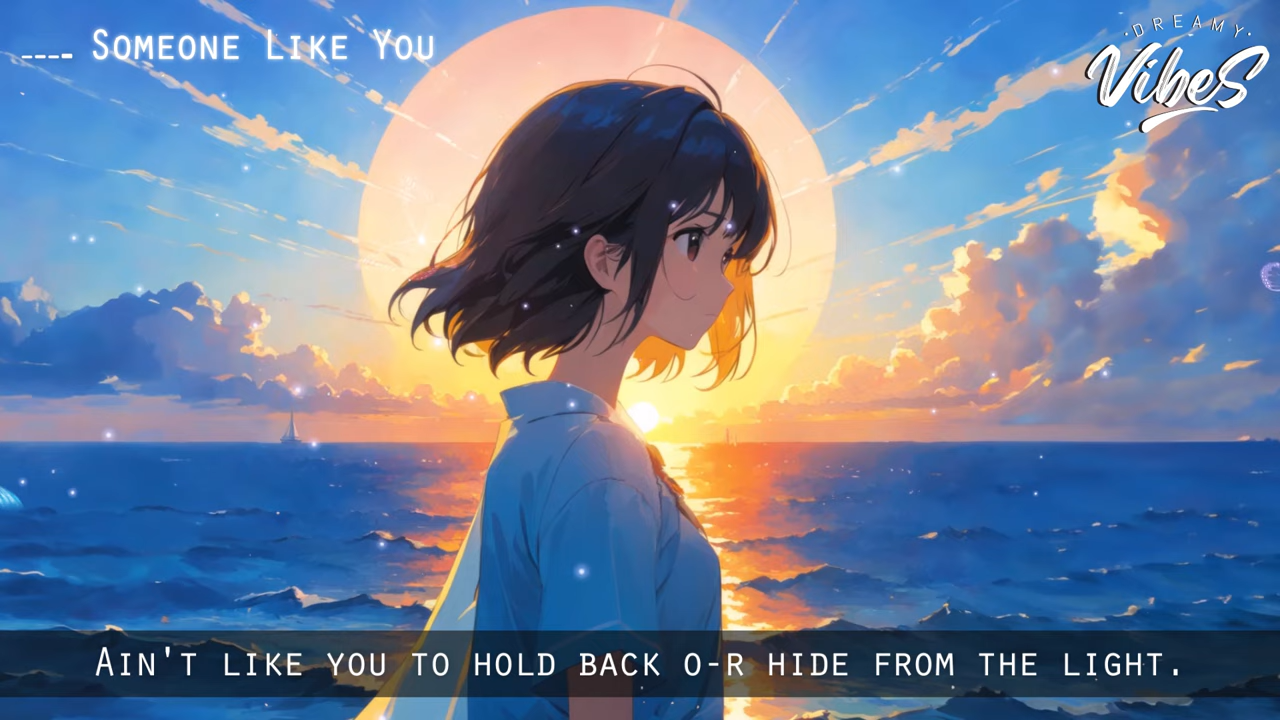 ---- Someone Like You
DREAMY
Vibes
Ain't like you to hold back o-r hide from the light.